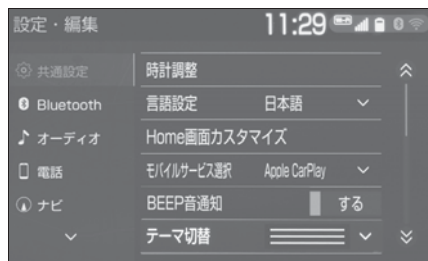 設定・編集 11:29
共通設定
Bluetooth
オーディオ
電話
ナビ
時計調整
言語設定 日本語
Home画面カスタマイズ
モバイルサービス選択 Apple CarPlay
BEEP音通知 する
テーマ切替